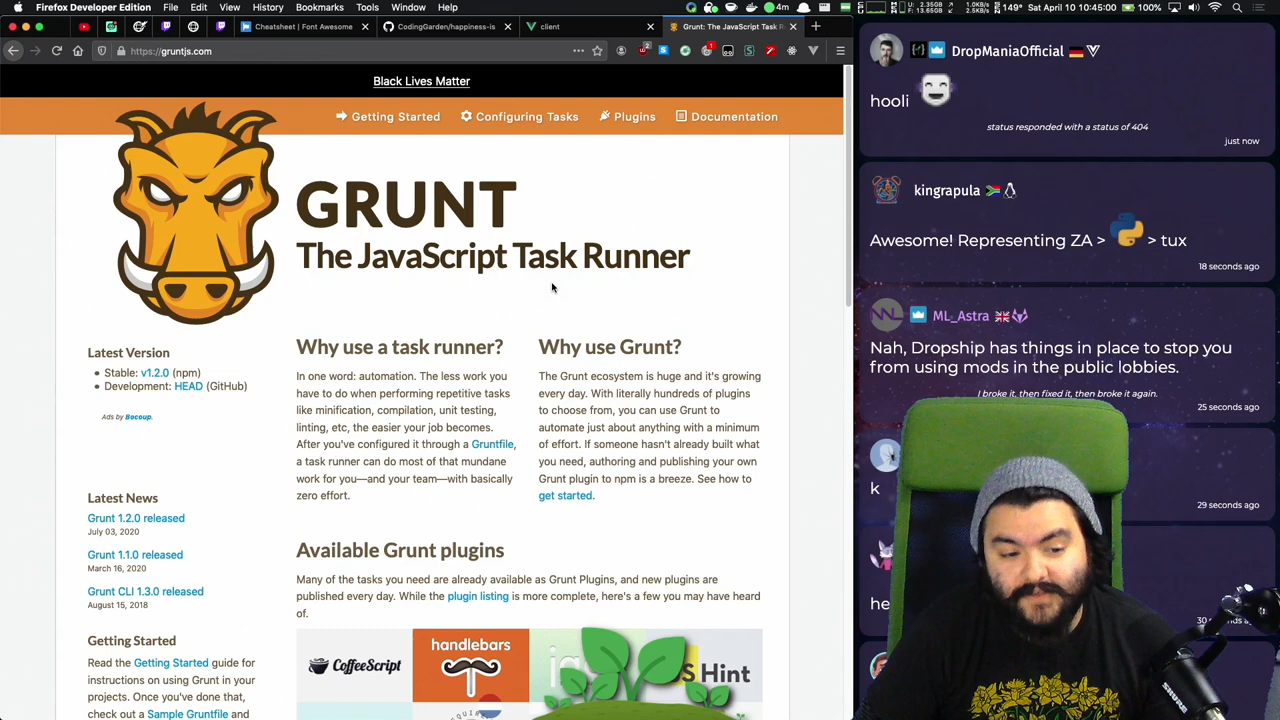 Firefox Developer Edition File Edit View History Bookmarks Tools Window Help
149° Sat April 10 10:45:00
Cheatsheet | Font Awesome
CodingGarden/happiness-is
client
Grunt: The JavaScript Task R
https://gruntjs.com
Black Lives Matter
Getting Started
Configuring Tasks
Plugins
Documentation
GRUNT
The JavaScript Task Runner
Latest Version
Stable: v1.2.0 (npm)
Development: HEAD (GitHub)
Ads by Bocoup.
Latest News
Grunt 1.2.0 released
July 03, 2020
Grunt 1.1.0 released
March 16, 2020
Grunt CLI 1.3.0 released
August 15, 2018
Getting Started
Read the Getting Started guide for
instructions on using Grunt in your
projects. Once you've done that,
check out a Sample Gruntfile and
Why use a task runner?
In one word: automation. The less work you
have to do when performing repetitive tasks
like minification, compilation, unit testing,
linting, etc, the easier your job becomes.
After you've configured it through a Gruntfile,
a task runner can do most of that mundane
work for you—and your team—with basically
zero effort.
Why use Grunt?
The Grunt ecosystem is huge and it's growing
every day. With literally hundreds of plugins
to choose from, you can use Grunt to
automate just about anything with a minimum
of effort. If someone hasn't already built what
you need, authoring and publishing your own
Grunt plugin to npm is a breeze. See how to
get started.
Available Grunt plugins
Many of the tasks you need are already available as Grunt Plugins, and new plugins are
published every day. While the plugin listing is more complete, here's a few you may have heard
of.
CoffeeScript
handlebars
S Hint
DropManiaOfficial
hooli
status responded with a status of 404
just now
kingrapula
Awesome! Representing ZA > > tux
18 seconds ago
ML_Astra
Nah, Dropship has things in place to stop you
from using mods in the public lobbies.
I broke it, then fixed it, then broke it again.
25 seconds ago
k
29 seconds ago
he
SHURE